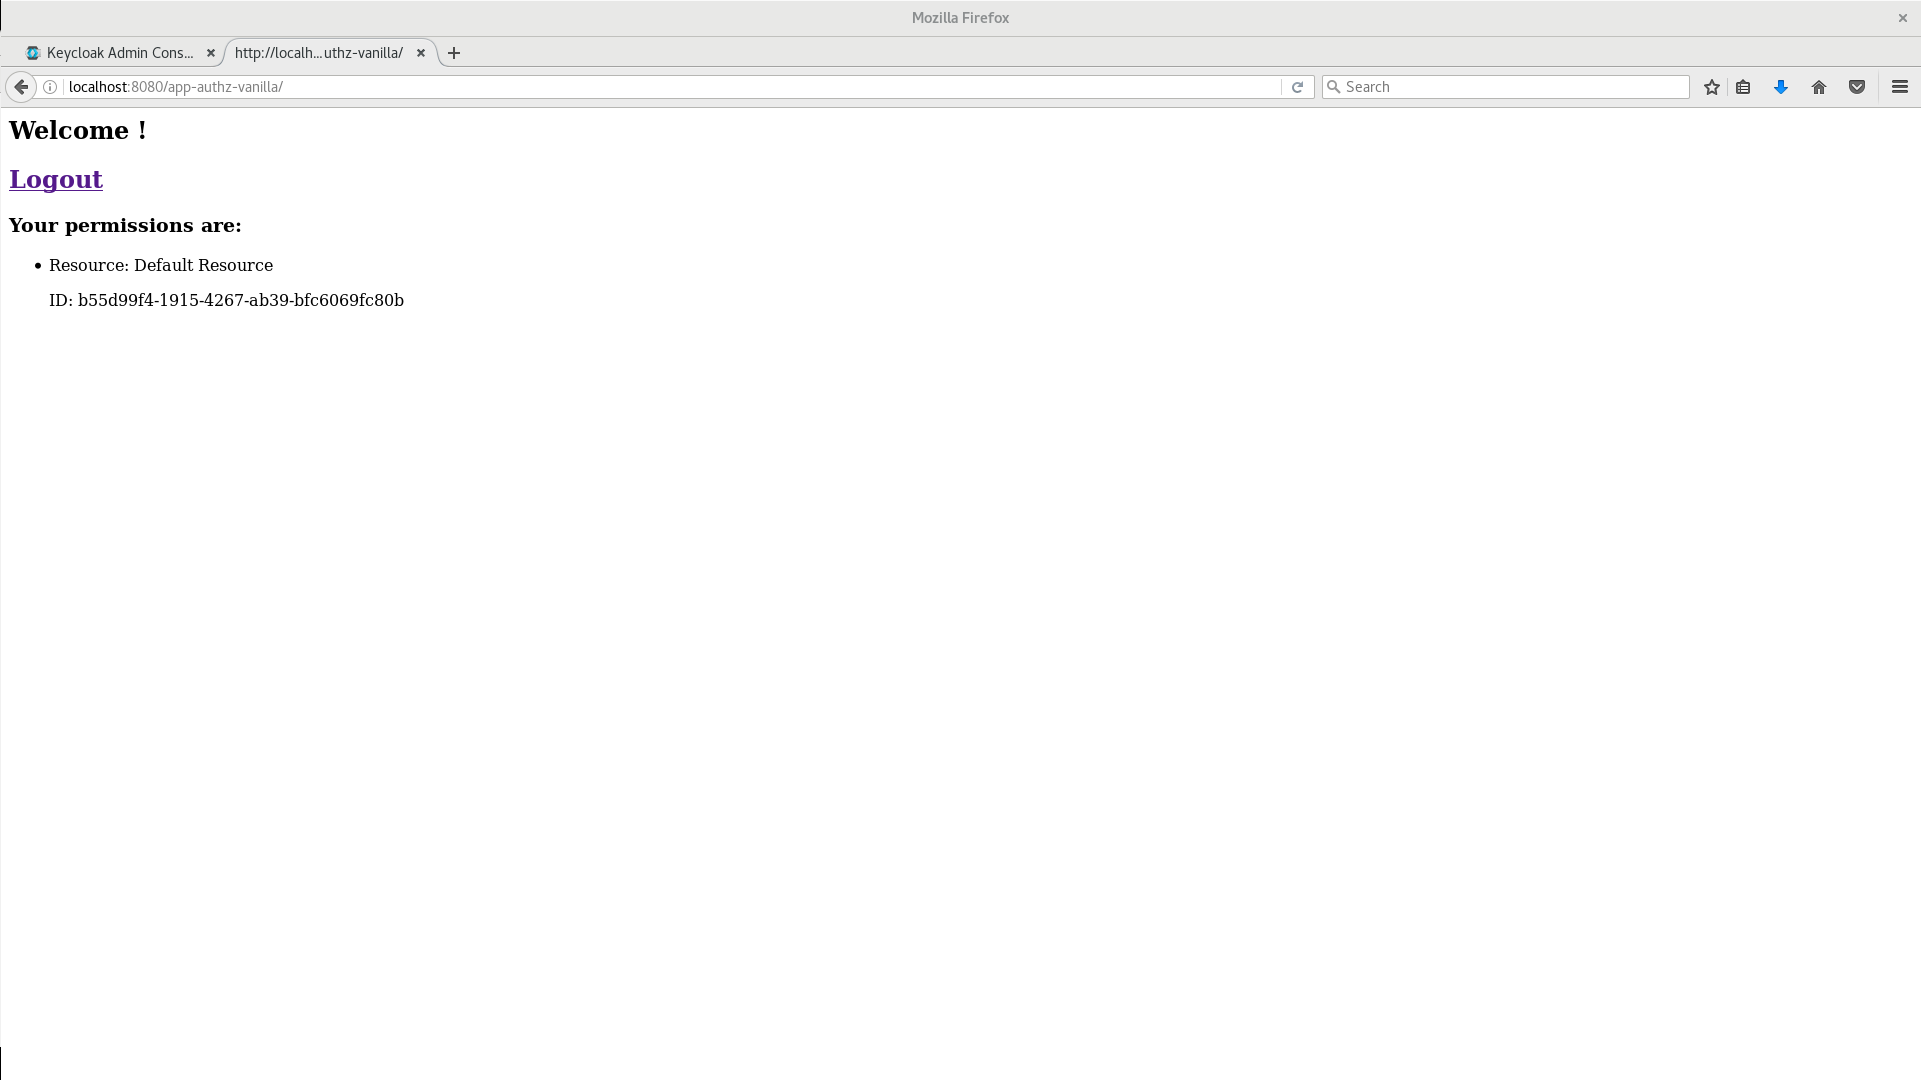 Mozilla Firefox
Keycloak Admin Cons...
http://localh...uthz-vanilla/
localhost:8080/app-authz-vanilla/
Search
Welcome !
Logout
Your permissions are:
Resource: Default Resource
ID: b55d99f4-1915-4267-ab39-bfc6069fc80b